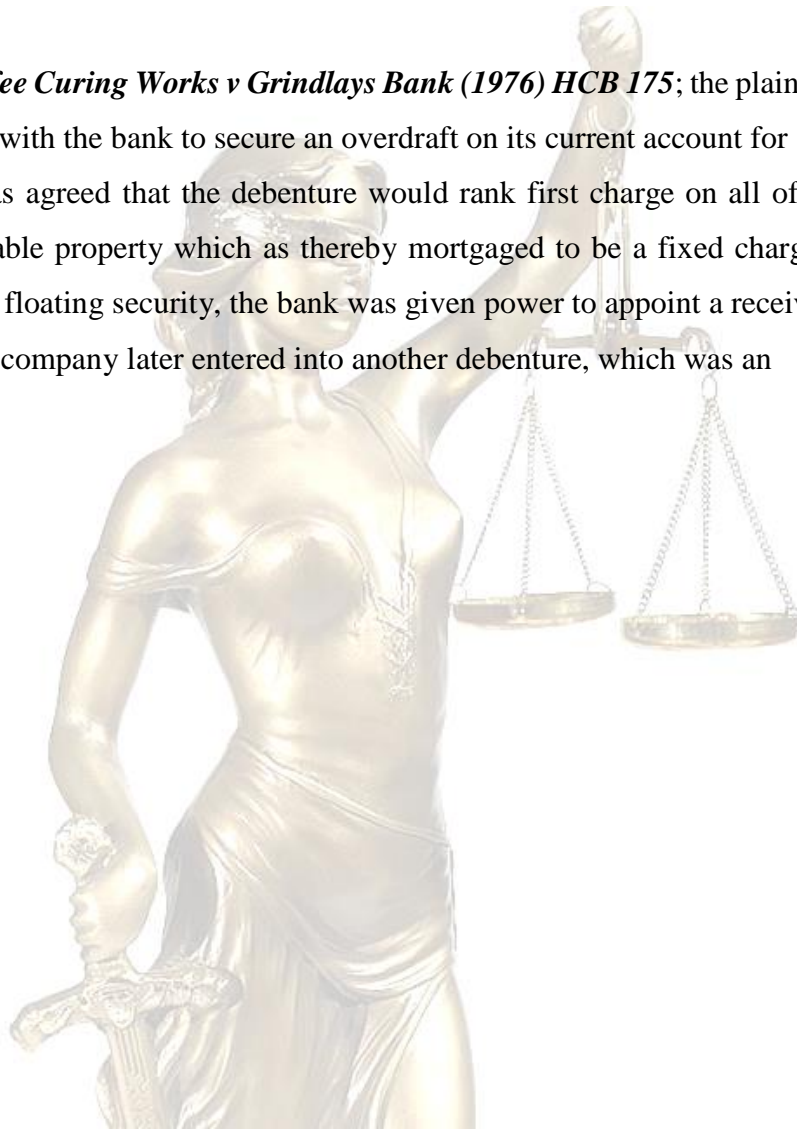 fee Curing Works v Grindlays Bank (1976) HCB 175; the plain
with the bank to secure an overdraft on its current account for
as agreed that the debenture would rank first charge on all of
able property which as thereby mortgaged to be a fixed charg
floating security, the bank was given power to appoint a receiv
company later entered into another debenture, which was an